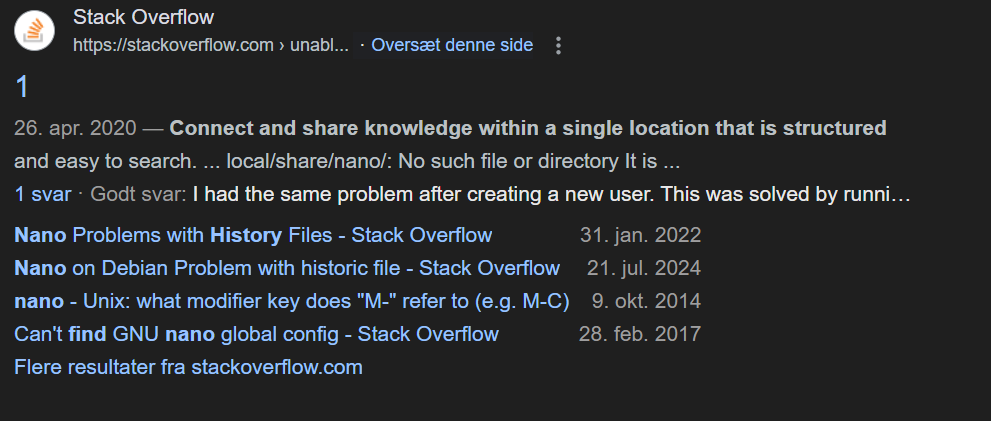 Stack Overflow
https://stackoverflow.com › unabl... · Oversæt denne side
1
26. apr. 2020 — Connect and share knowledge within a single location that is structured
and easy to search. ... local/share/nano/: No such file or directory It is ...
1 svar · Godt svar: I had the same problem after creating a new user. This was solved by runni…
Nano Problems with History Files - Stack Overflow 31. jan. 2022
Nano on Debian Problem with historic file - Stack Overflow 21. jul. 2024
nano - Unix: what modifier key does "M-" refer to (e.g. M-C) 9. okt. 2014
Can't find GNU nano global config - Stack Overflow 28. feb. 2017
Flere resultater fra stackoverflow.com